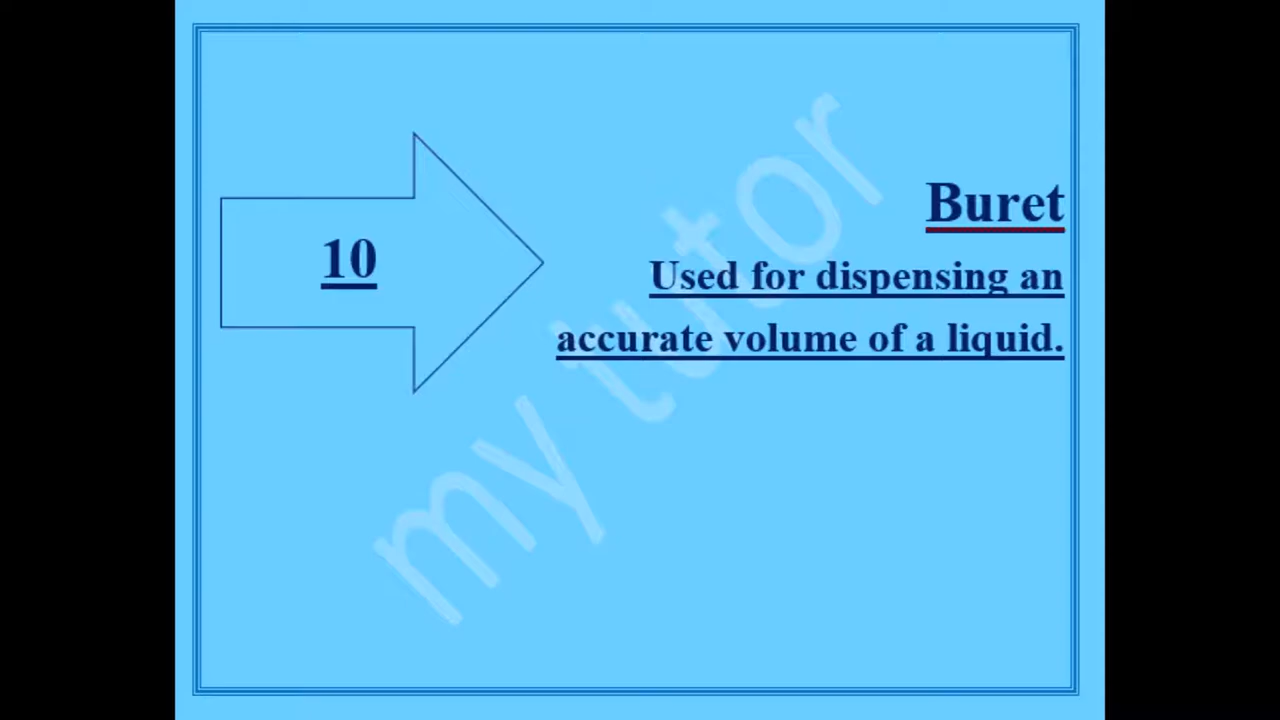 10
Buret
Used for dispensing an
accurate volume of a liquid.
my tutor